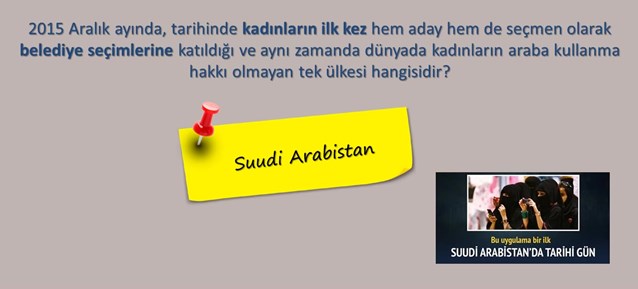 2015 Aralık ayında, tarihinde kadınların ilk kez hem aday hem de seçmen olarak
belediye seçimlerine katıldığı ve aynı zamanda dünyada kadınların araba kullanma
hakkı olmayan tek ülkesi hangisidir?
Suudi Arabistan
Bu uygulama bir ilk
SUUDİ ARABİSTAN'DA TARİHİ GÜN